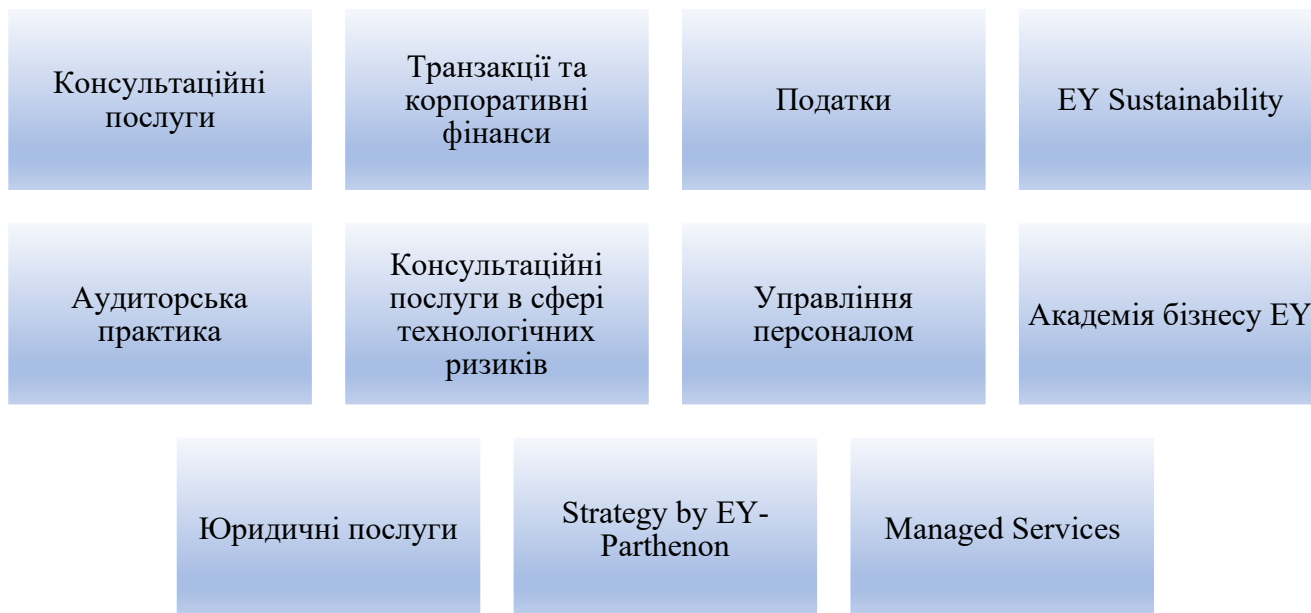 Консультаційні
послуги
Транзакції та
корпоративні
фінанси
Податки
EY Sustainability
Аудиторська
практика
Консультаційні
послуги в сфері
технологічних
ризиків
Управління
персоналом
Академія бізнесу EY
Юридичні послуги
Strategy by EY-
Parthenon
Managed Services